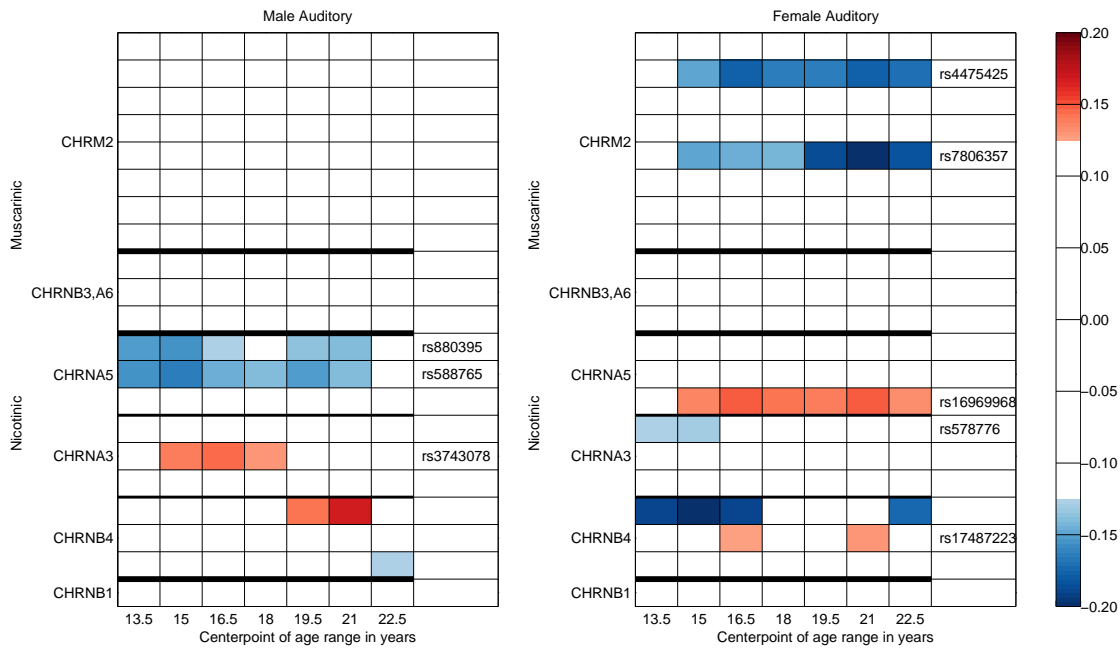 Male Auditory
Muscarinic
Nicotinic
CHRM2
CHRNB3,A6
CHRNA5
CHRNA3
CHRNB4
CHRNB1
rs880395
rs588765
rs3743078
13.5 15 16.5 18 19.5 21 22.5
Centerpoint of age range in years
Female Auditory
Muscarinic
Nicotinic
CHRM2
CHRNB3,A6
CHRNA5
CHRNA3
CHRNB4
CHRNB1
rs4475425
rs7806357
rs16969968
rs578776
rs17487223
13.5 15 16.5 18 19.5 21 22.5
Centerpoint of age range in years
0.20
0.15
0.10
0.05
0.00
−0.05
−0.10
−0.15
−0.20